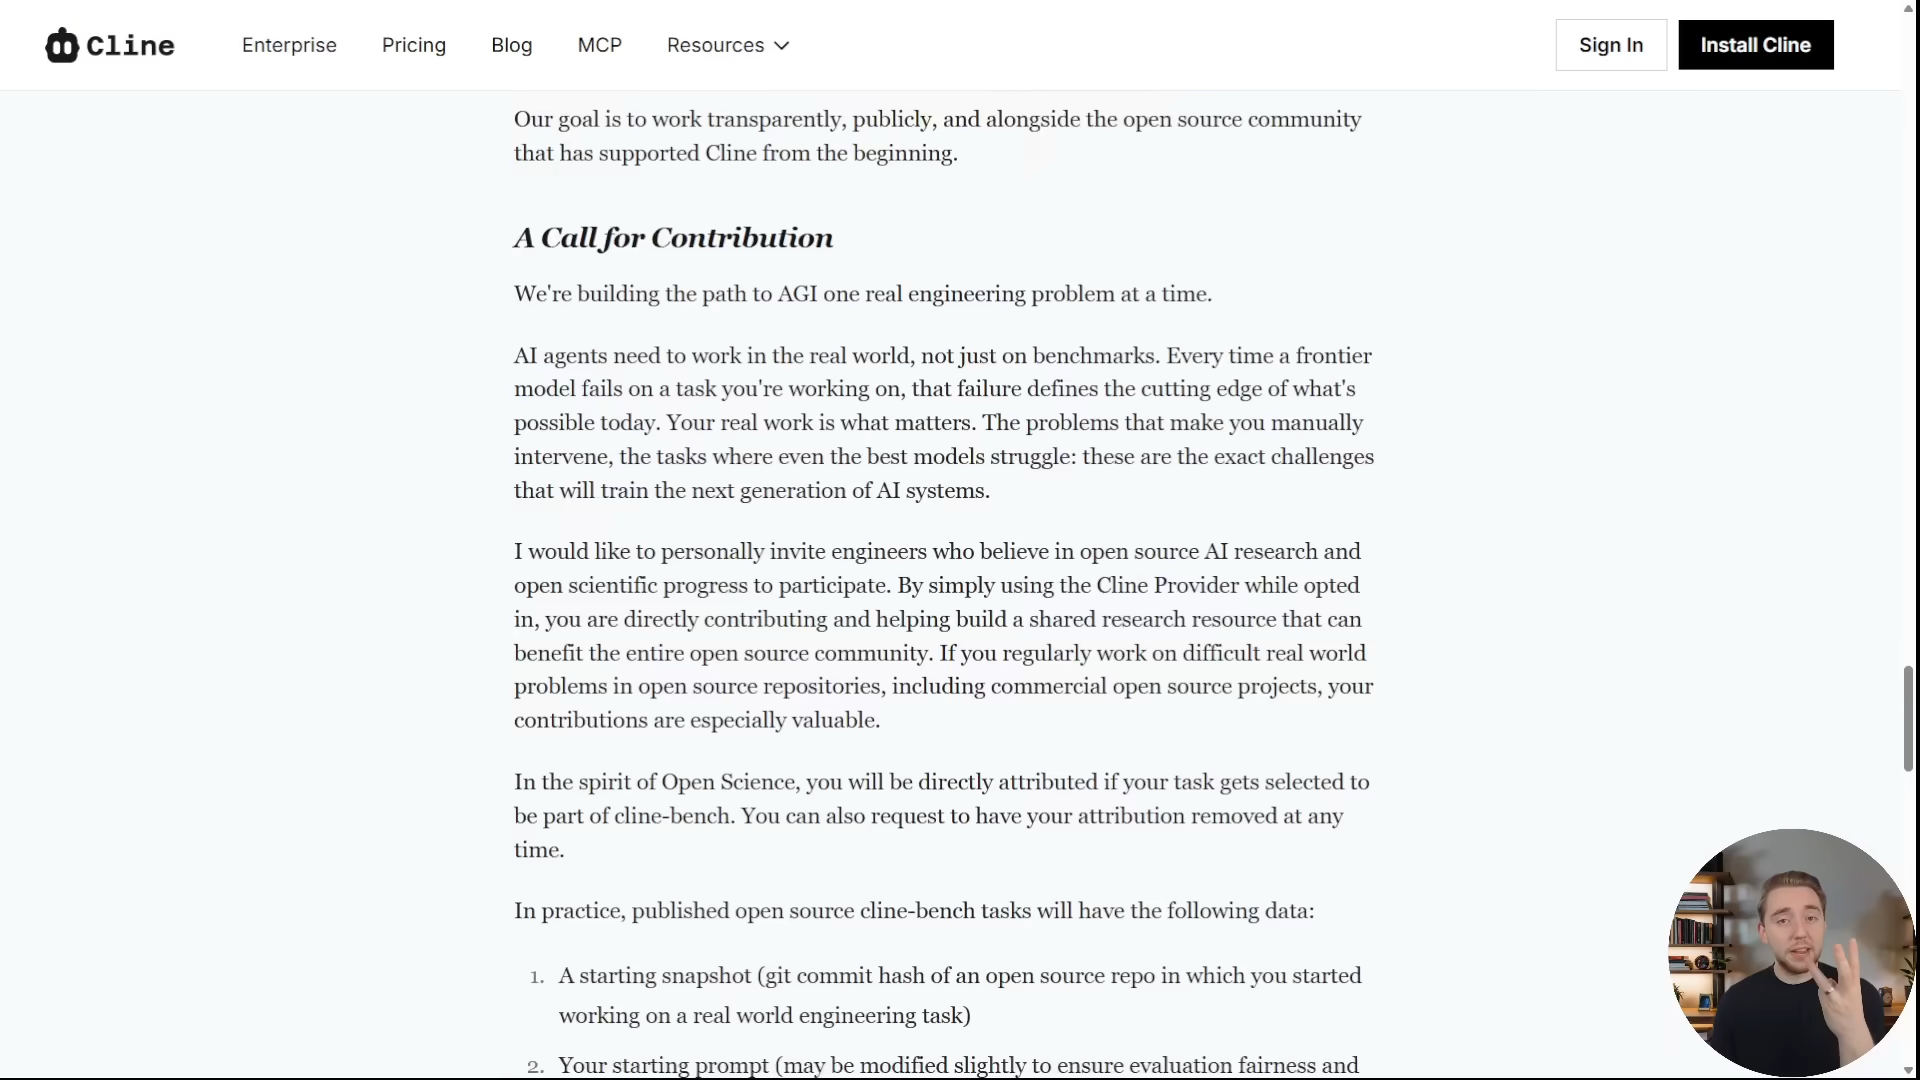 Cline
Enterprise
Pricing
Blog
MCP
Resources
Sign In
Install Cline
Our goal is to work transparently, publicly, and alongside the open source community
that has supported Cline from the beginning.
A Call for Contribution
We're building the path to AGI one real engineering problem at a time.
AI agents need to work in the real world, not just on benchmarks. Every time a frontier
model fails on a task you're working on, that failure defines the cutting edge of what's
possible today. Your real work is what matters. The problems that make you manually
intervene, the tasks where even the best models struggle: these are the exact challenges
that will train the next generation of AI systems.
I would like to personally invite engineers who believe in open source AI research and
open scientific progress to participate. By simply using the Cline Provider while opted
in, you are directly contributing and helping build a shared research resource that can
benefit the entire open source community. If you regularly work on difficult real world
problems in open source repositories, including commercial open source projects, your
contributions are especially valuable.
In the spirit of Open Science, you will be directly attributed if your task gets selected to
be part of cline-bench. You can also request to have your attribution removed at any
time.
In practice, published open source cline-bench tasks will have the following data:
1. A starting snapshot (git commit hash of an open source repo in which you started
working on a real world engineering task)
2. Your starting prompt (may be modified slightly to ensure evaluation fairness and